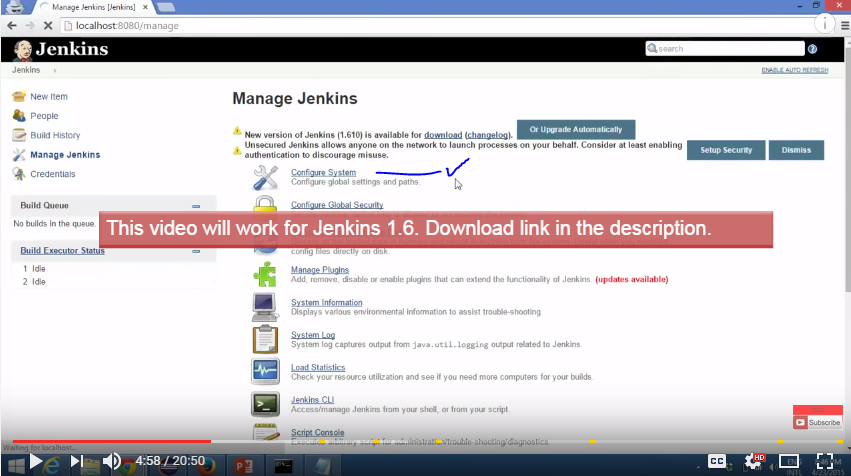 Manage Jenkins [Jenkins]
localhost:8080/manage
Jenkins
search
Jenkins
ENABLE AUTO REFRESH
New Item
People
Build History
Manage Jenkins
Credentials
Build Queue
No builds in the queue.
Build Executor Status
1 Idle
2 Idle
Manage Jenkins
New version of Jenkins (1.610) is available for download (changelog).
Or Upgrade Automatically
Unsecured Jenkins allows anyone on the network to launch processes on your behalf. Consider at least enabling
authentication to discourage misuse.
Setup Security
Dismiss
Configure System
Configure global settings and paths.
Configure Global Security
This video will work for Jenkins 1.6. Download link in the description.
config files directly on disk.
Manage Plugins
Add, remove, disable or enable plugins that can extend the functionality of Jenkins. (updates available)
System Information
Displays various environmental information to assist trouble-shooting.
System Log
System log captures output from java.util.logging output related to Jenkins.
Load Statistics
Check your resource utilization and see if you need more computers for your builds.
Jenkins CLI
Access/manage Jenkins from your shell, or from your script.
Script Console
Executes arbitrary script for administration/trouble-shooting/diagnostics.
Subscribe
Waiting for localhost...
4:58 / 20:50
CC
HD